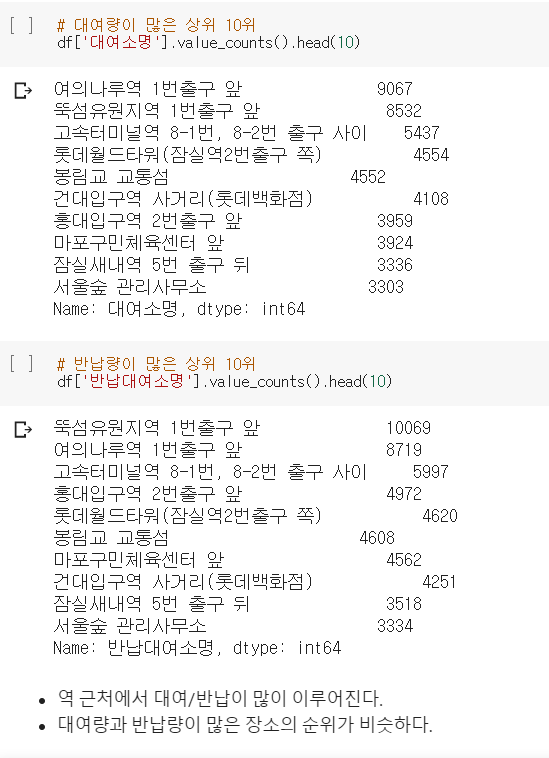 [ ] # 대여량이 많은 상위 10위
df['대여소명'].value_counts().head(10)
여의나루역 1번출구 앞 9067
뚝섬유원지역 1번출구 앞 8532
고속터미널역 8-1번, 8-2번 출구 사이 5437
롯데월드타워(잠실역2번출구 쪽) 4554
봉림교 교통섬 4552
건대입구역 사거리(롯데백화점) 4108
홍대입구역 2번출구 앞 3959
마포구민체육센터 앞 3924
잠실새내역 5번 출구 뒤 3336
서울숲 관리사무소 3303
Name: 대여소명, dtype: int64
[ ] # 반납량이 많은 상위 10위
df['반납대여소명'].value_counts().head(10)
뚝섬유원지역 1번출구 앞 10069
여의나루역 1번출구 앞 8719
고속터미널역 8-1번, 8-2번 출구 사이 5997
홍대입구역 2번출구 앞 4972
롯데월드타워(잠실역2번출구 쪽) 4620
봉림교 교통섬 4608
마포구민체육센터 앞 4562
건대입구역 사거리(롯데백화점) 4251
잠실새내역 5번 출구 뒤 3518
서울숲 관리사무소 3334
Name: 반납대여소명, dtype: int64
• 역 근처에서 대여/반납이 많이 이루어진다.
• 대여량과 반납량이 많은 장소의 순위가 비슷하다.